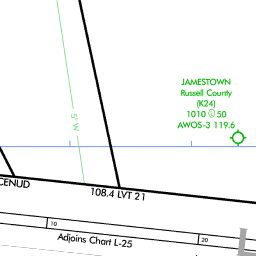 JAMESTOWN
Russell County
(K24)
1010 Ⓛ 50
AWOS-3 119.6
5° W
CENUD
108.4 LVT 21
10
20
Adjoins Chart L-25
L